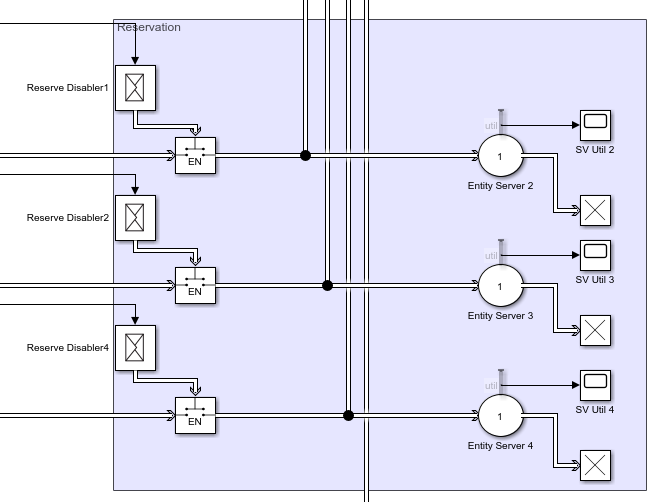 Reservation
Reserve Disabler1
EN
util
1
SV Util 2
Entity Server 2
Reserve Disabler2
EN
util
1
SV Util 3
Entity Server 3
Reserve Disabler4
EN
util
1
SV Util 4
Entity Server 4